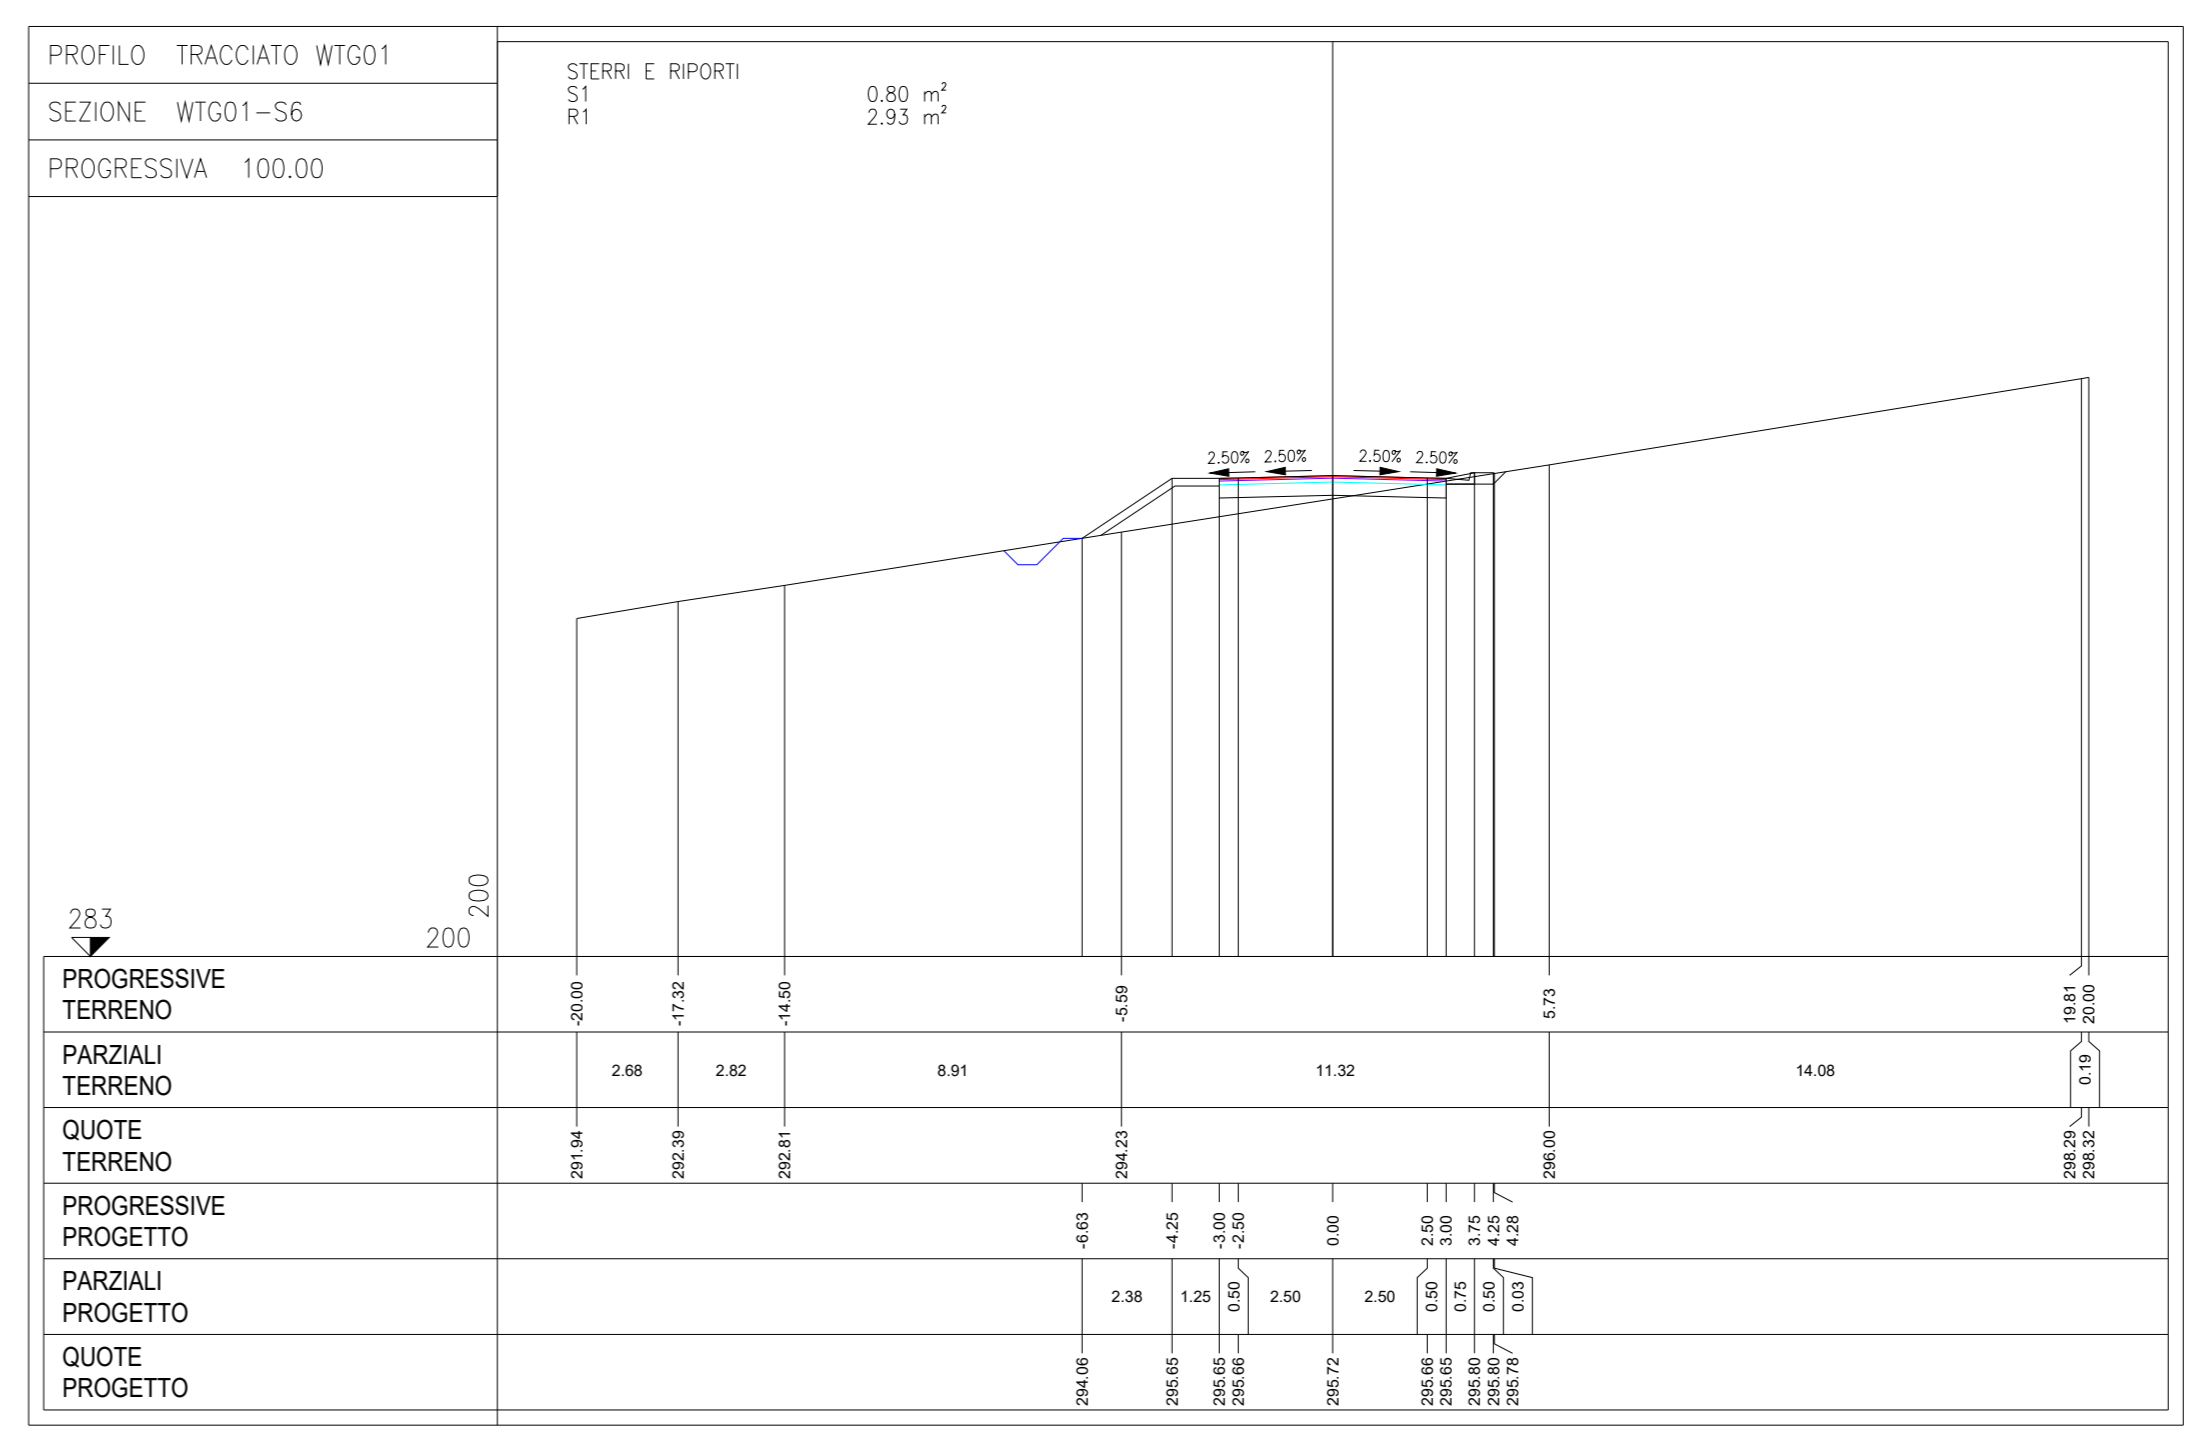 PROFILO TRACCIATO WTG01
SEZIONE WTG01-S6
PROGRESSIVA 100.00
STERRI E RIPORTI
S1 0.80 m²
R1 2.93 m²
2.50% 2.50% 2.50% 2.50%
283
200
200
PROGRESSIVE
TERRENO
-20.00 -17.32 -14.50 -5.59 5.73 19.81 20.00
PARZIALI
TERRENO
2.68 2.82 8.91 11.32 14.08 0.19
QUOTE
TERRENO
291.94 292.39 292.81 294.23 296.00 298.29 298.32
PROGRESSIVE
PROGETTO
-6.63 -4.25 -3.00 -2.50 0.00 2.50 3.00 3.75 4.25 4.28
PARZIALI
PROGETTO
2.38 1.25 0.50 2.50 2.50 0.50 0.75 0.50 0.03
QUOTE
PROGETTO
294.06 295.65 295.65 295.66 295.72 295.66 295.65 295.80 295.80 295.78